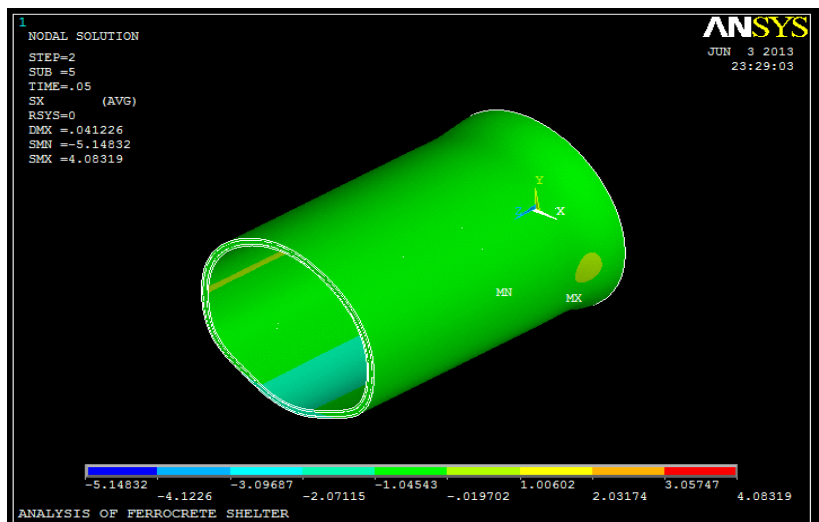 1
NODAL SOLUTION
STEP=2
SUB =5
TIME=.05
SX (AVG)
RSYS=0
DMX =.041226
SMN =-5.14832
SMX =4.08319
ANSYS
JUN 3 2013
23:29:03
Y
Z X
MN
MX
-5.14832 -3.09687 -1.04543 1.00602 3.05747
-4.1226 -2.07115 -.019702 2.03174 4.08319
ANALYSIS OF FERROCRETE SHELTER